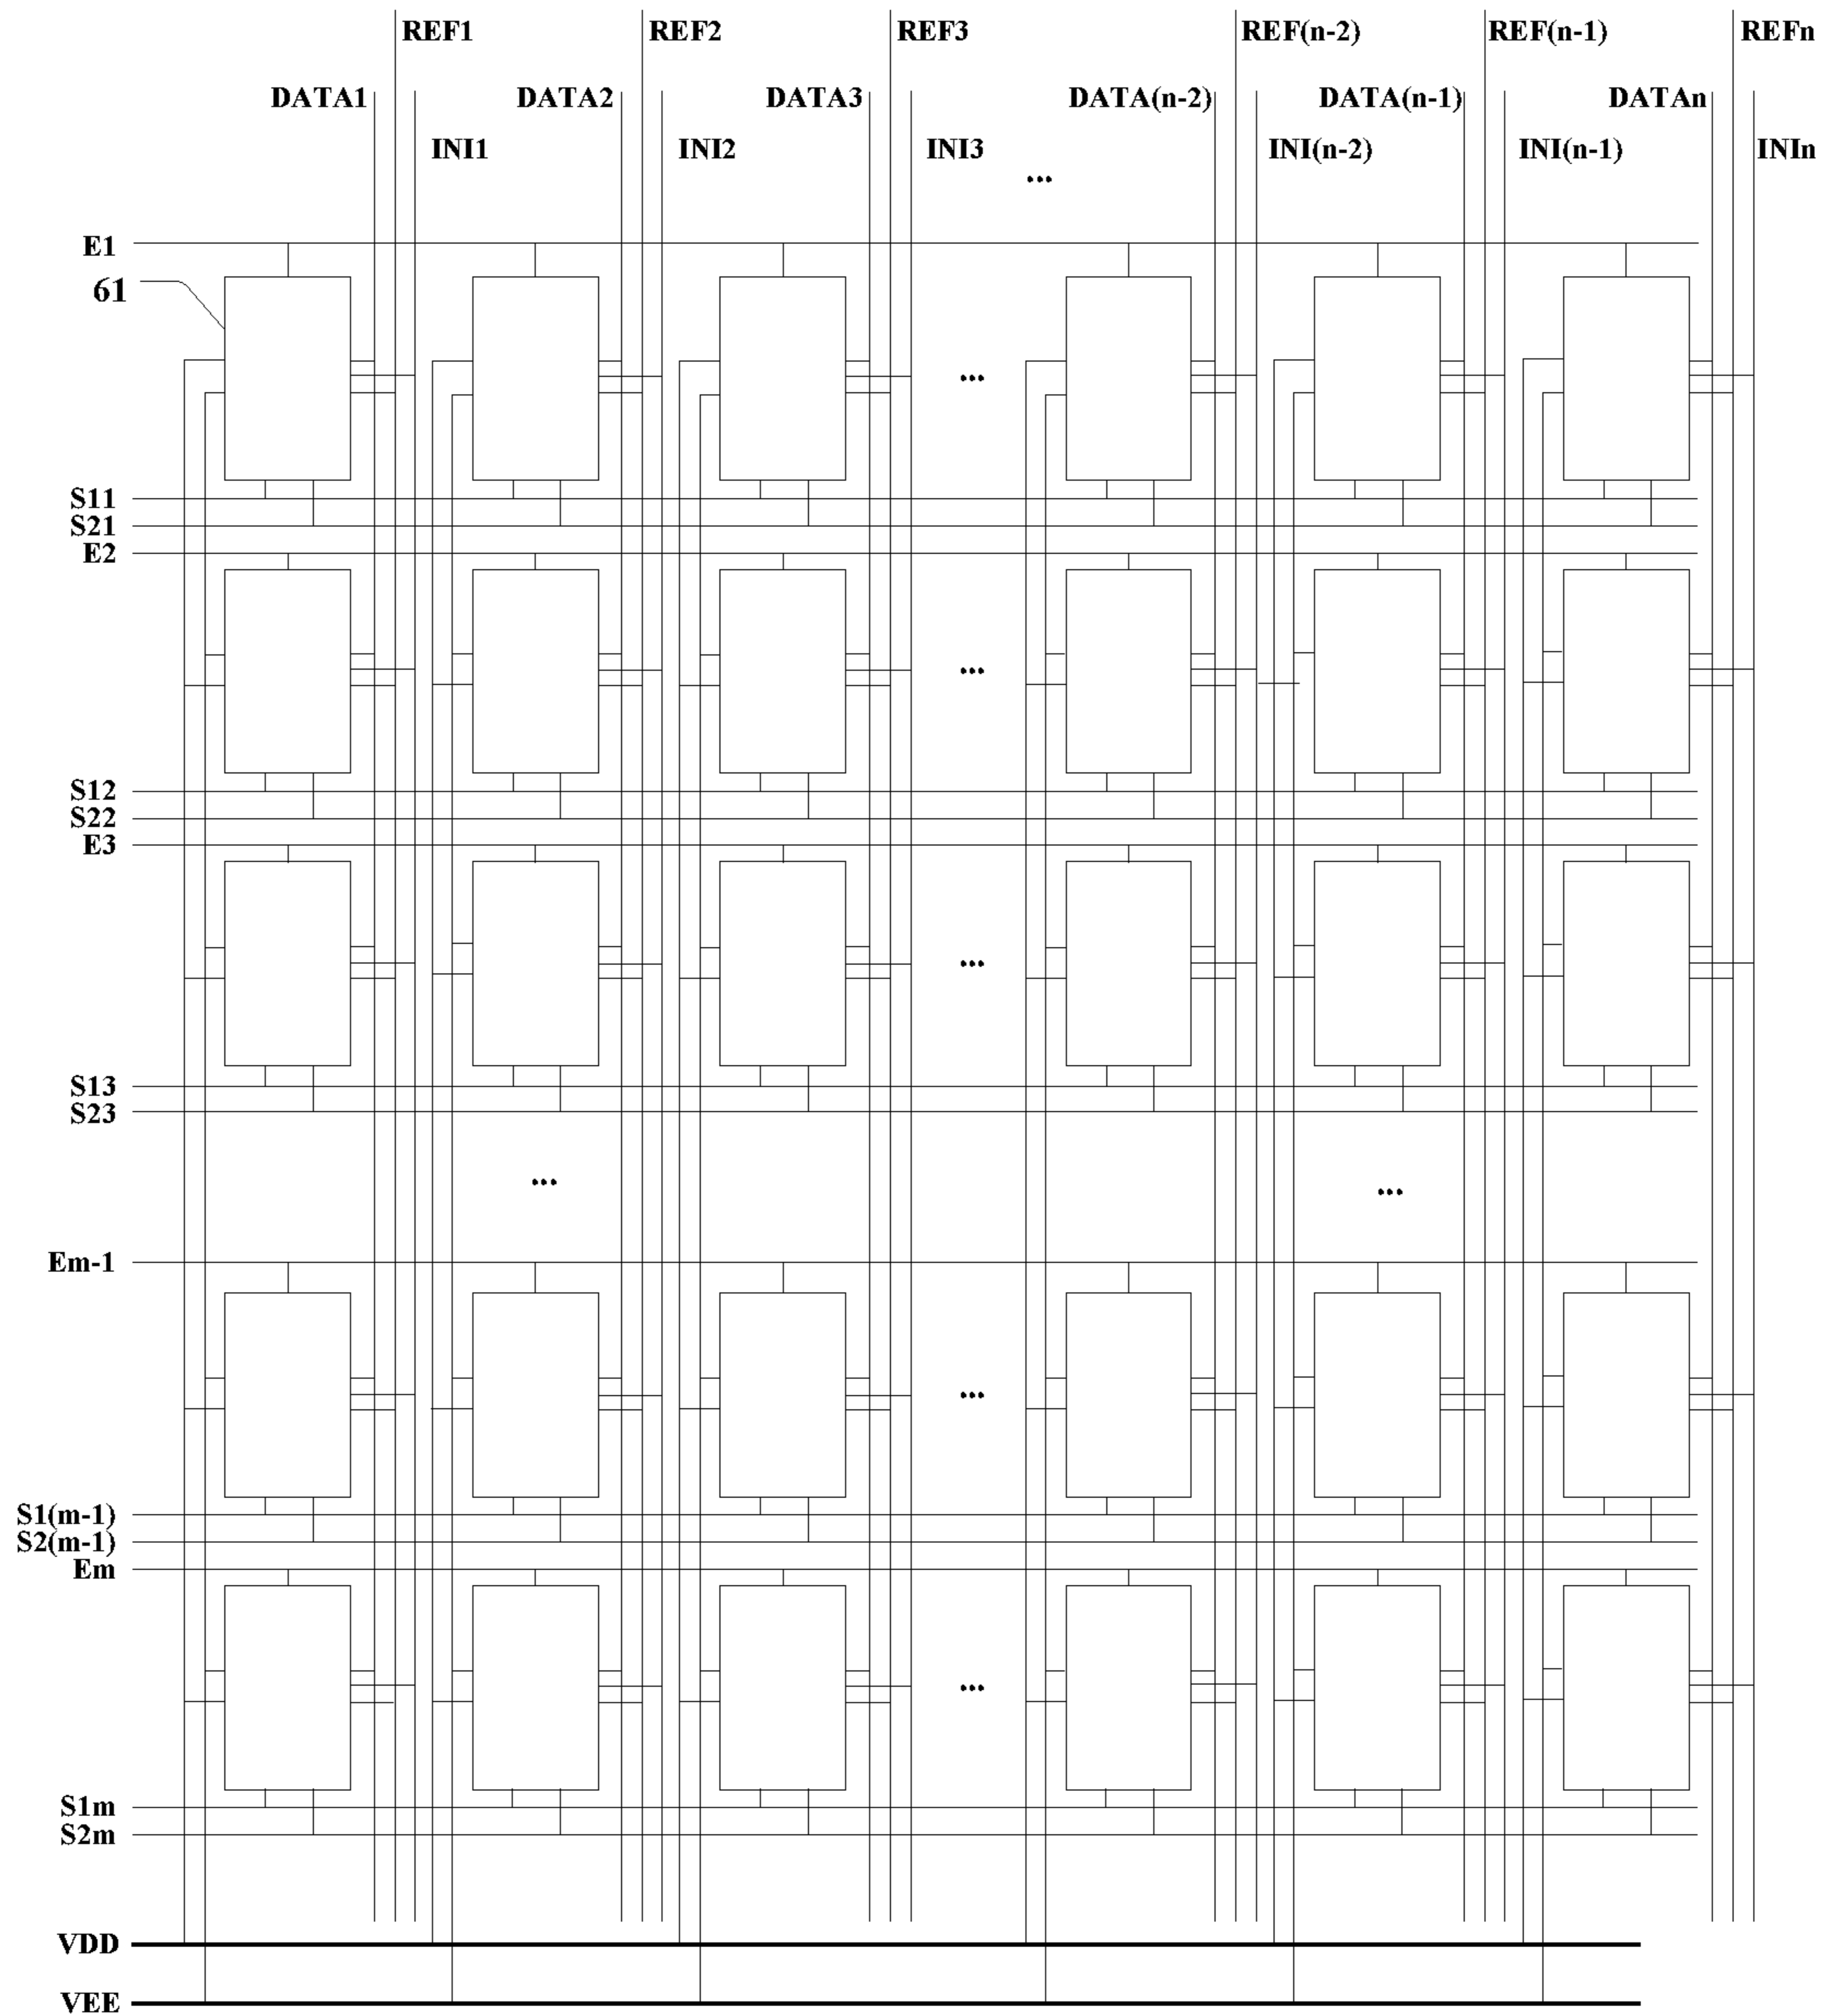 REF1 REF2 REF3 REF(n-2) REF(n-1) REFn
DATA1 DATA2 DATA3 DATA(n-2) DATA(n-1) DATAn
INI1 INI2 INI3 INI(n-2) INI(n-1) INIn
...
E1
61
...
S11
S21
E2
...
S12
S22
E3
...
S13
S23
... ...
Em-1
...
S1(m-1)
S2(m-1)
Em
...
S1m
S2m
VDD
VEE